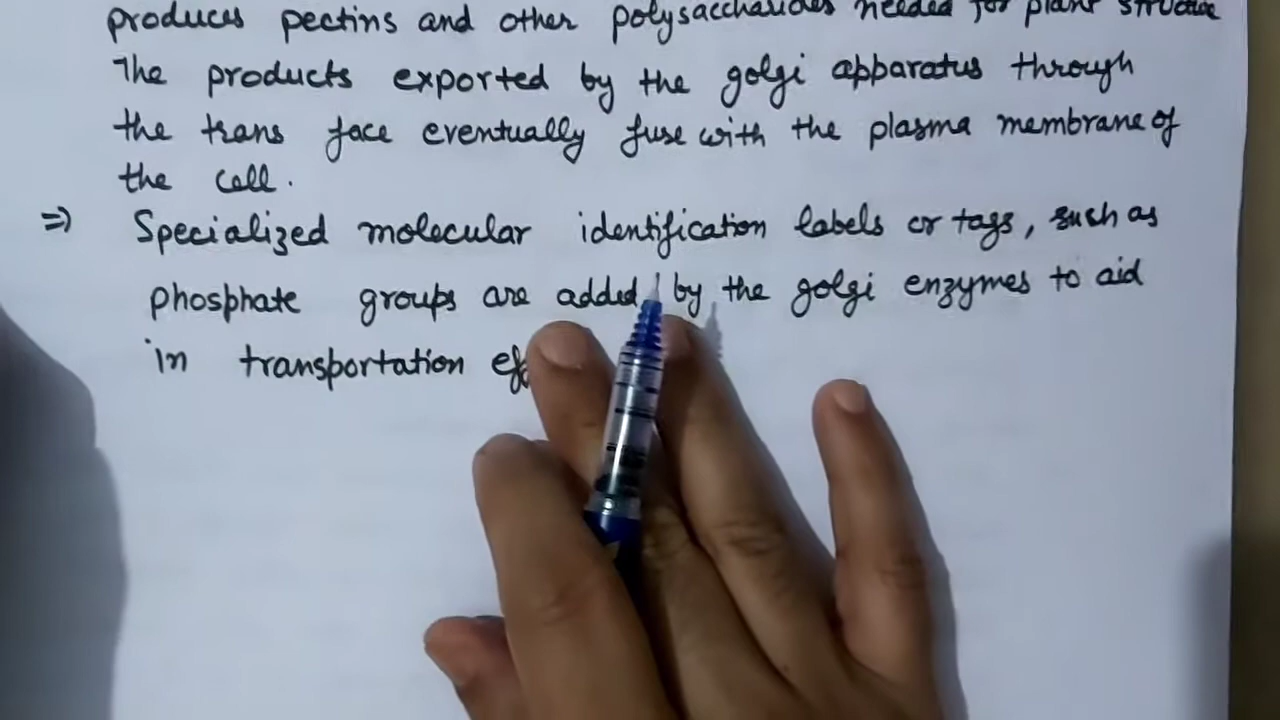 produces pectins and other polysaccharides needed for plant structure
The products exported by the golgi apparatus through
the trans face eventually fuse with the plasma membrane of
the cell.
=) Specialized molecular identification labels or tags, such as
phosphate groups are added by the golgi enzymes to aid
in transportation